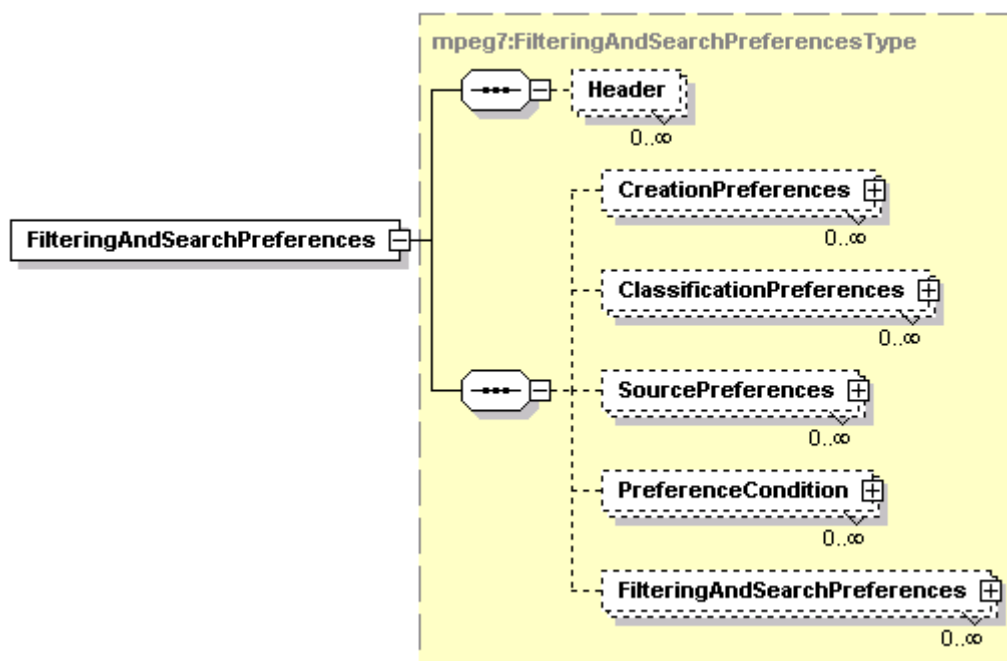 mpeg7:FilteringAndSearchPreferencesType
Header
0..∞
CreationPreferences
0..∞
FilteringAndSearchPreferences
ClassificationPreferences
0..∞
SourcePreferences
0..∞
PreferenceCondition
0..∞
FilteringAndSearchPreferences
0..∞